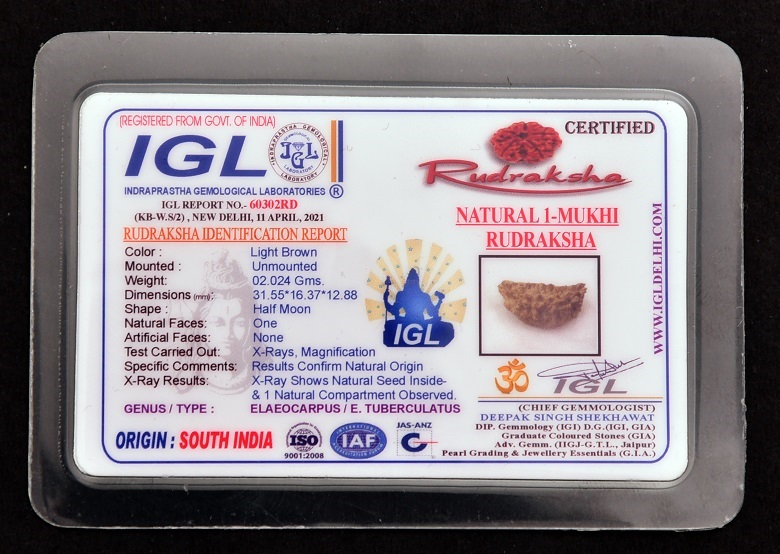 (REGISTERED FROM GOVT. OF INDIA)
IGL
INDRAPRASTHA GEMOLOGICAL LABORATORY
IGL
INDRAPRASTHA GEMOLOGICAL LABORATORIES ®
IGL REPORT NO.- 60302RD
(KB-W.S/2) , NEW DELHI, 11 APRIL, 2021
RUDRAKSHA IDENTIFICATION REPORT
Color : Light Brown
Mounted : Unmounted
Weight: 02.024 Gms.
Dimensions (mm): 31.55*16.37*12.88
Shape : Half Moon
Natural Faces: One
Artificial Faces: None
Test Carried Out: X-Rays, Magnification
Specific Comments: Results Confirm Natural Origin
X-Ray Results: X-Ray Shows Natural Seed Inside-
& 1 Natural Compartment Observed.
GENUS / TYPE : ELAEOCARPUS / E. TUBERCULATUS
ORIGIN : SOUTH INDIA
ISO
9001:2008
IAF
JAS-ANZ
IGL
CERTIFIED
Rudraksha
NATURAL 1-MUKHI
RUDRAKSHA
WWW.IGLDELHI.COM
ॐ
IGL
(CHIEF GEMMOLOGIST)
DEEPAK SINGH SHEKHAWAT
DIP. Gemmology (IGI) D.G.(IGI, GIA)
Graduate Coloured Stones (GIA)
Adv. Gemm. (IIGJ-G.T.L., Jaipur)
Pearl Grading & Jewellery Essentials (G.I.A.)